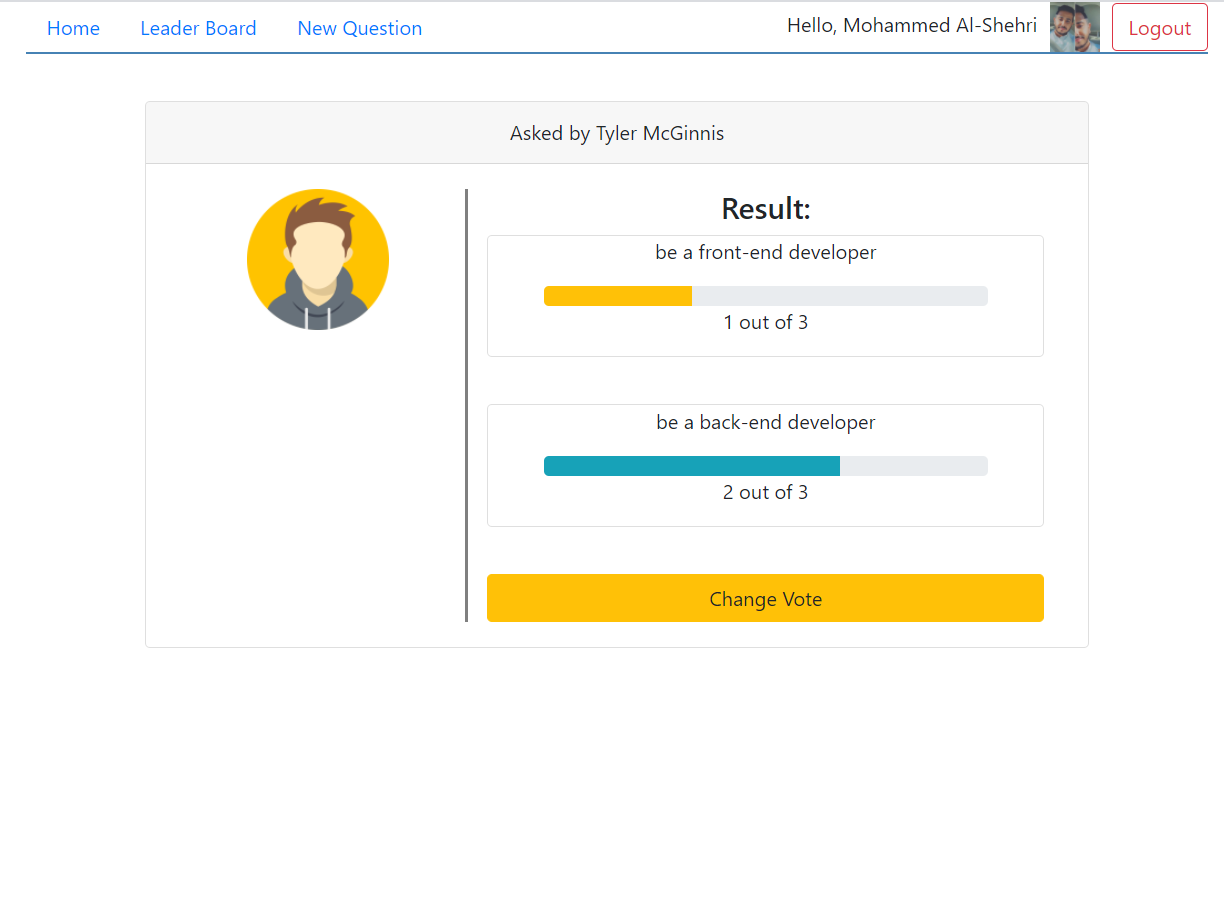 Home Leader Board New Question Hello, Mohammed Al-Shehri Logout
Asked by Tyler McGinnis
Result:
be a front-end developer
1 out of 3
be a back-end developer
2 out of 3
Change Vote